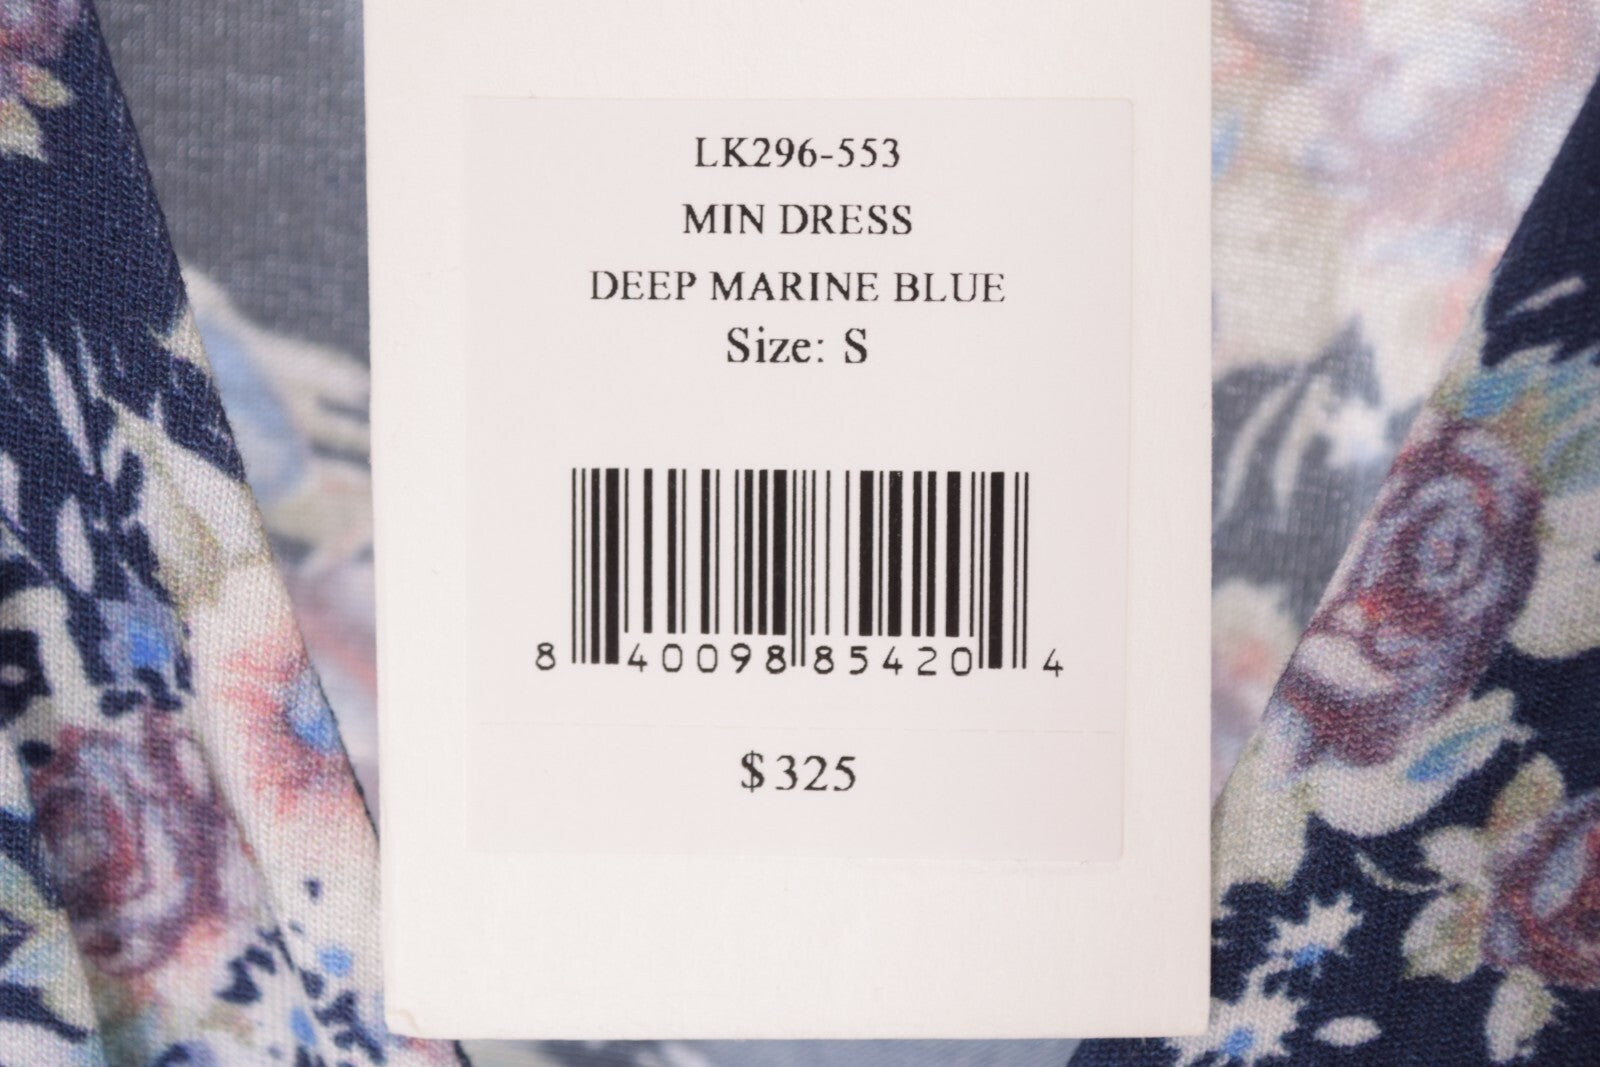 LK296-553
MIN DRESS
DEEP MARINE BLUE
Size: S
8 40098 85420 4
$325